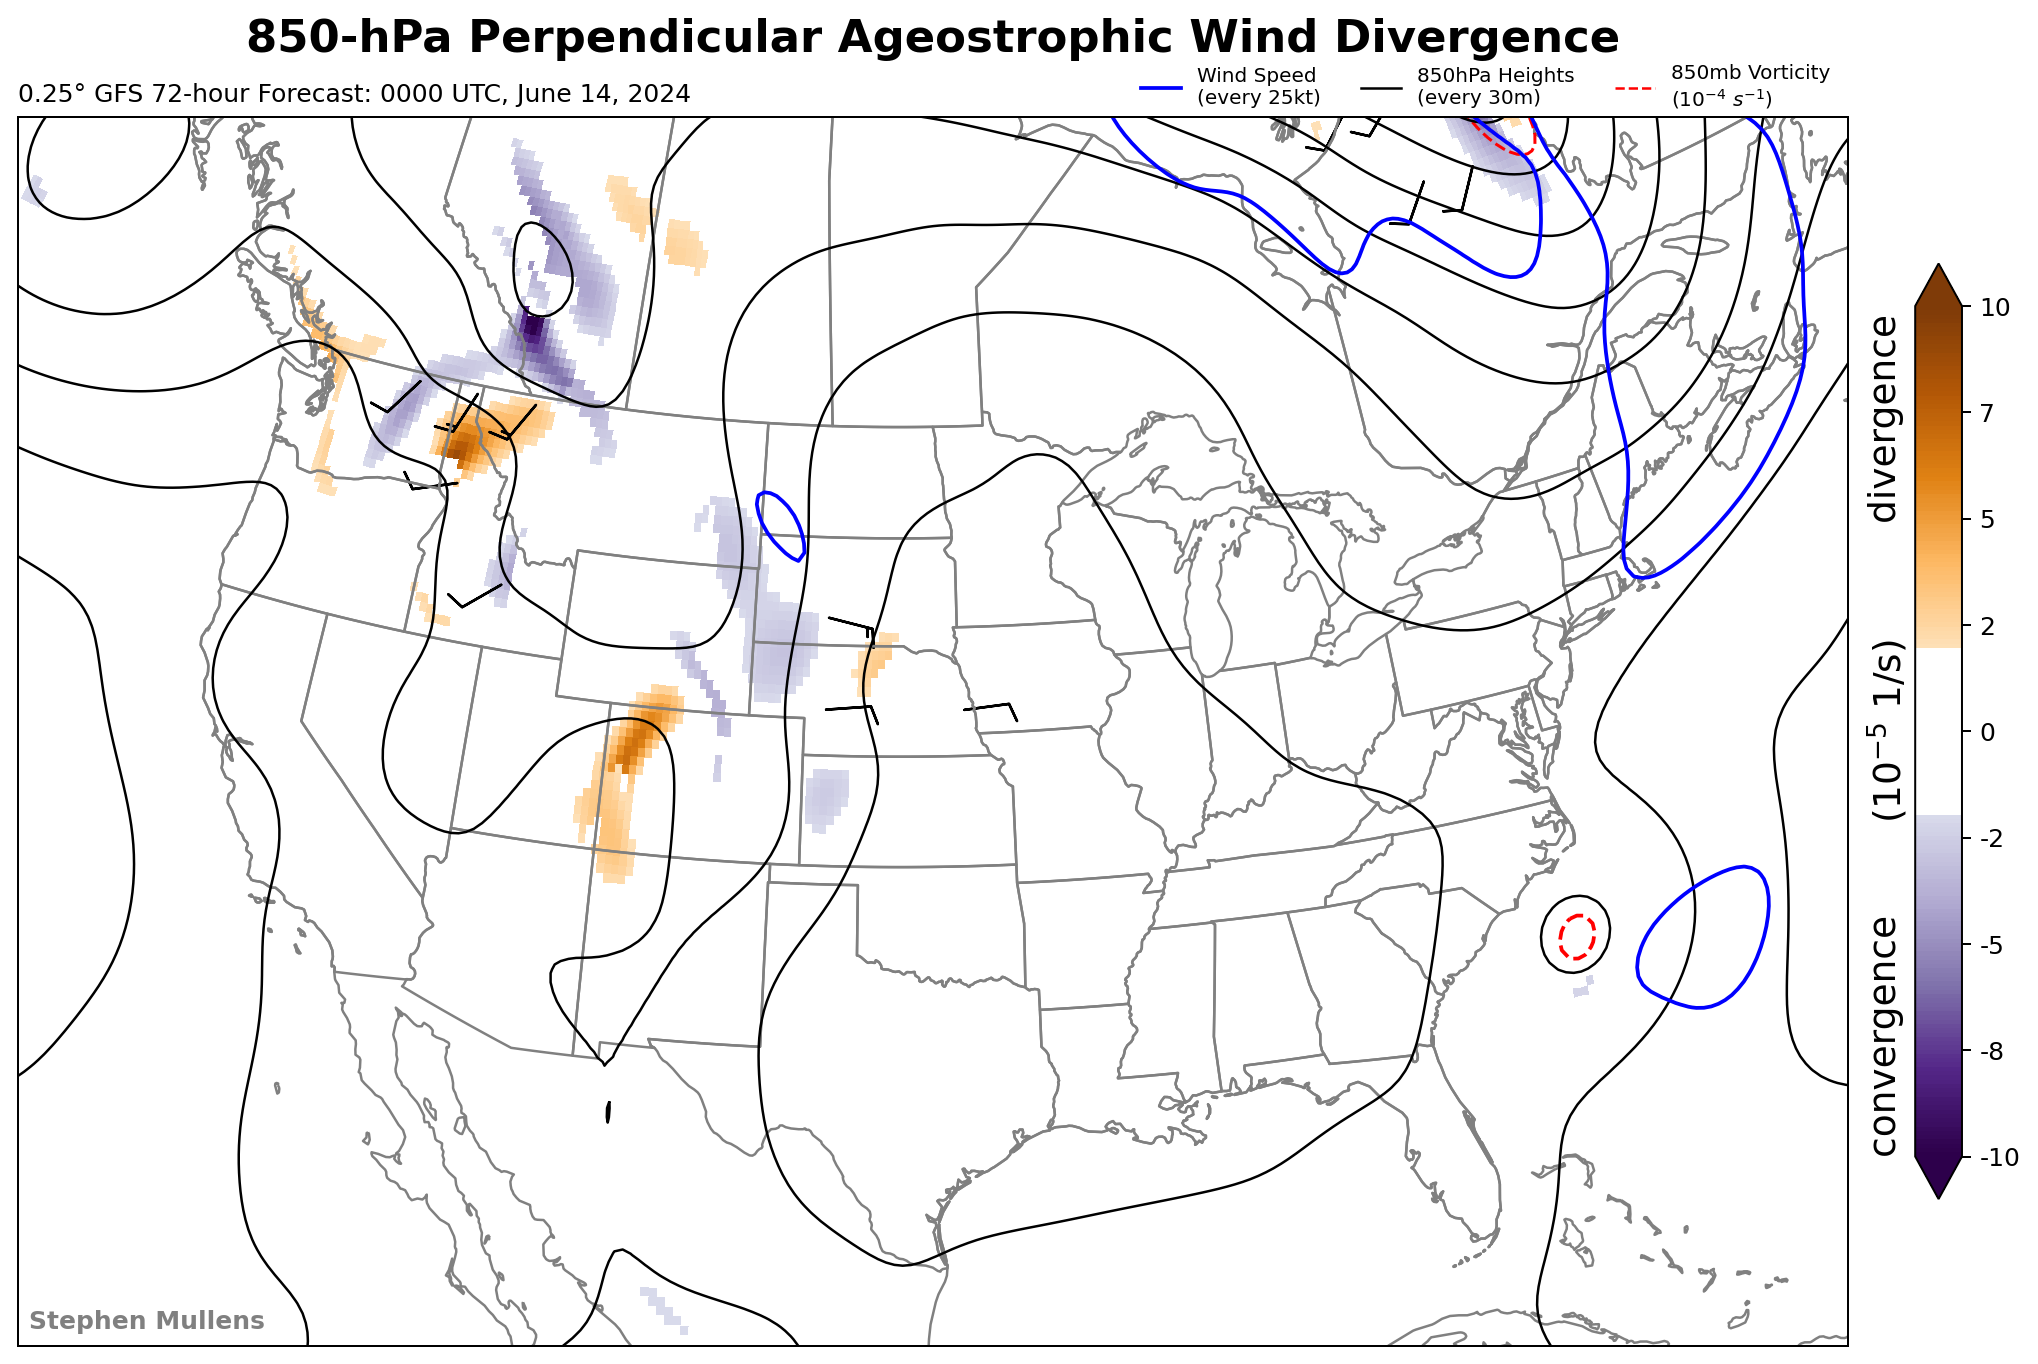 850-hPa Perpendicular Ageostrophic Wind Divergence
0.25° GFS 72-hour Forecast: 0000 UTC, June 14, 2024
Wind Speed
(every 25kt)
850hPa Heights
(every 30m)
850mb Vorticity
(10⁻⁴ s⁻¹)
convergence (10⁻⁵ 1/s) divergence
10
7
5
2
0
-2
-5
-8
-10
Stephen Mullens